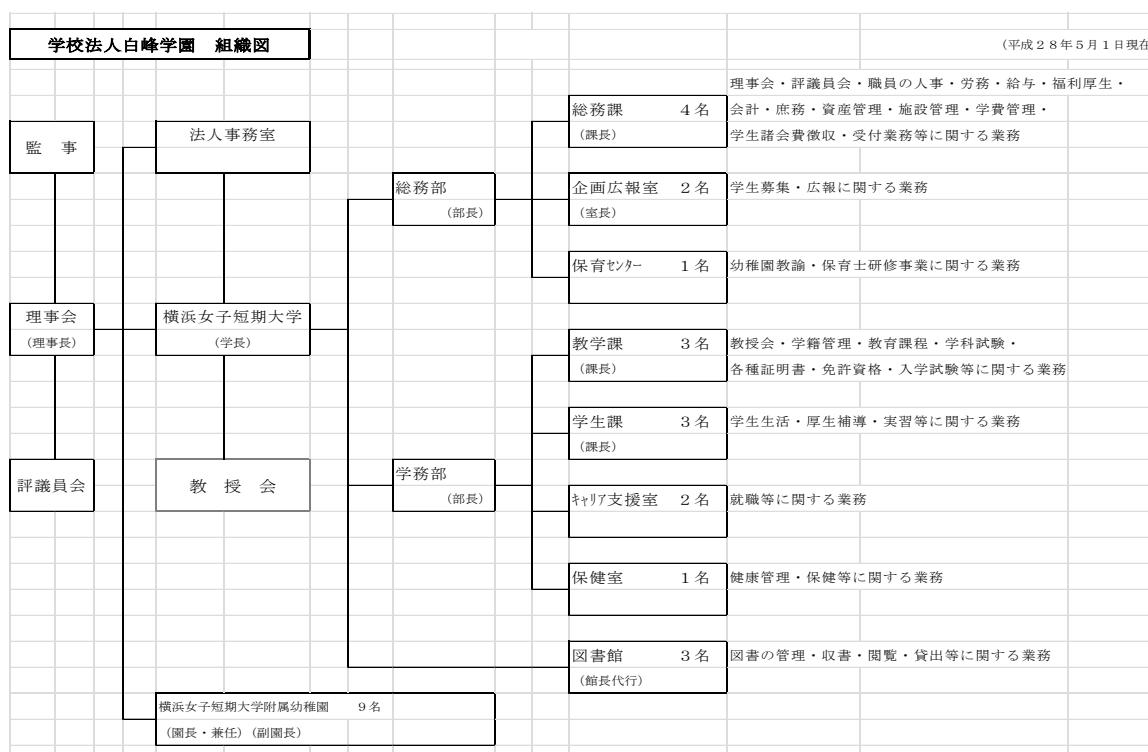 学校法人白峰学園　組織図
(平成２８年５月１日現在
理事会・評議員会・職員の人事・労務・給与・福利厚生・
総務課　４名　会計・庶務・資産管理・施設管理・学費管理・
(課長)　学生諸会費徴収・受付業務等に関する業務
監　事
法人事務室
総務部
(部長)
企画広報室　２名　学生募集・広報に関する業務
(室長)
保育ｾﾝﾀｰ　１名　幼稚園教諭・保育士研修事業に関する業務
理事会
(理事長)
横浜女子短期大学
(学長)
教学課　３名　教授会・学籍管理・教育課程・学科試験・
(課長)　各種証明書・免許資格・入学試験等に関する業務
学生課　３名　学生生活・厚生補導・実習等に関する業務
(課長)
評議員会
教　授　会
学務部
(部長)
ｷｬﾘｱ支援室　２名　就職等に関する業務
保健室　１名　健康管理・保健等に関する業務
図書館　３名　図書の管理・収書・閲覧・貸出等に関する業務
(館長代行)
横浜女子短期大学附属幼稚園　９名
(園長・兼任) (副園長)